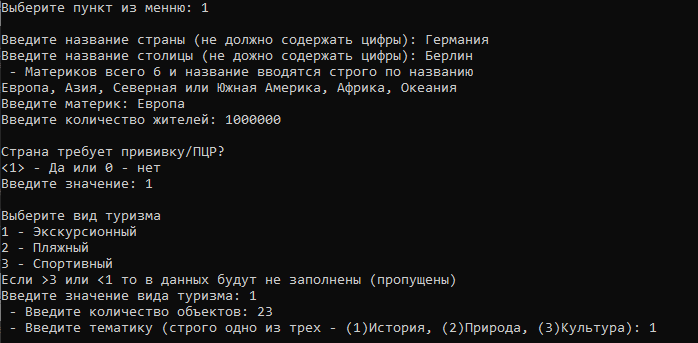 Выберите пункт из менню: 1
Введите название страны (не должно содержать цифры): Германия
Введите название столицы (не дожно содержать цифры): Берлин
- Материков всего 6 и название вводятся строго по названию
Европа, Азия, Северная или Южная Америка, Африка, Океания
Введите материк: Европа
Введите количество жителей: 1000000
Страна требует прививку/ПЦР?
<1> - Да или 0 - нет
Введите значение: 1
Выберите вид туризма
1 - Экскурсионный
2 - Пляжный
3 - Спортивный
Если >3 или <1 то в данных будут не заполнены (пропущены)
Введите значение вида туризма: 1
- Введите количество объектов: 23
- Введите тематику (строго одно из трех - (1)История, (2)Природа, (3)Культура): 1